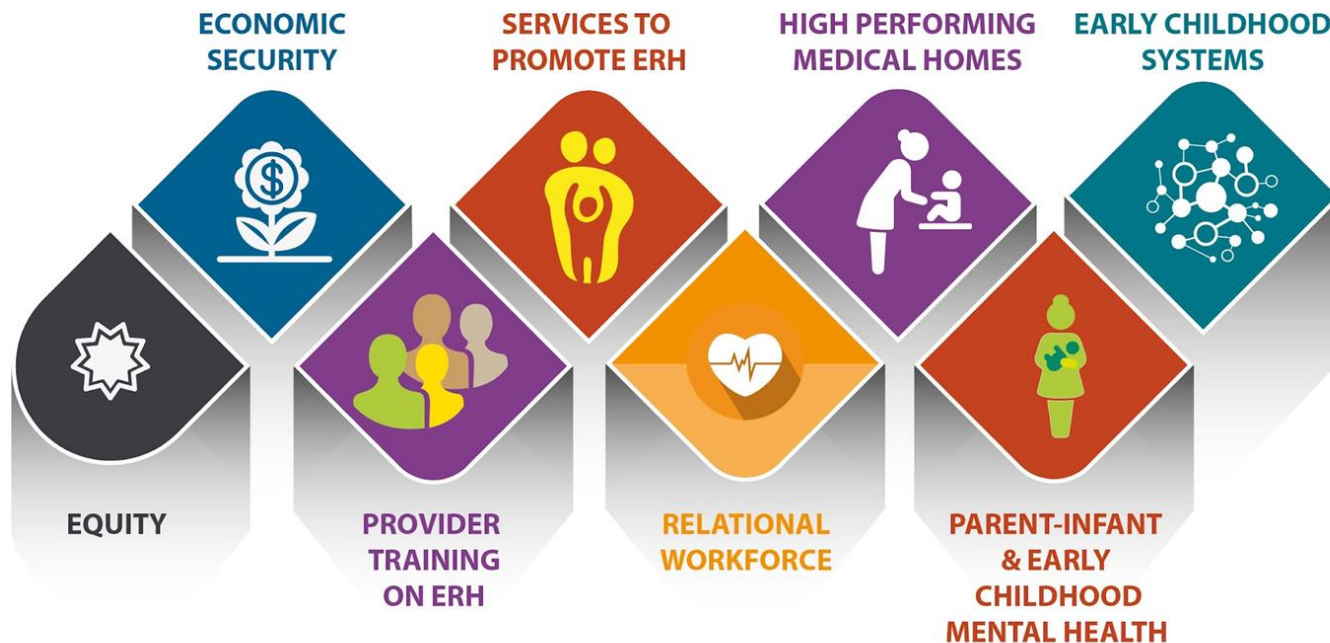 ECONOMIC
SECURITY
SERVICES TO
PROMOTE ERH
HIGH PERFORMING
MEDICAL HOMES
EARLY CHILDHOOD
SYSTEMS
$
EQUITY
PROVIDER
TRAINING
ON ERH
RELATIONAL
WORKFORCE
PARENT-INFANT
& EARLY
CHILDHOOD
MENTAL HEALTH